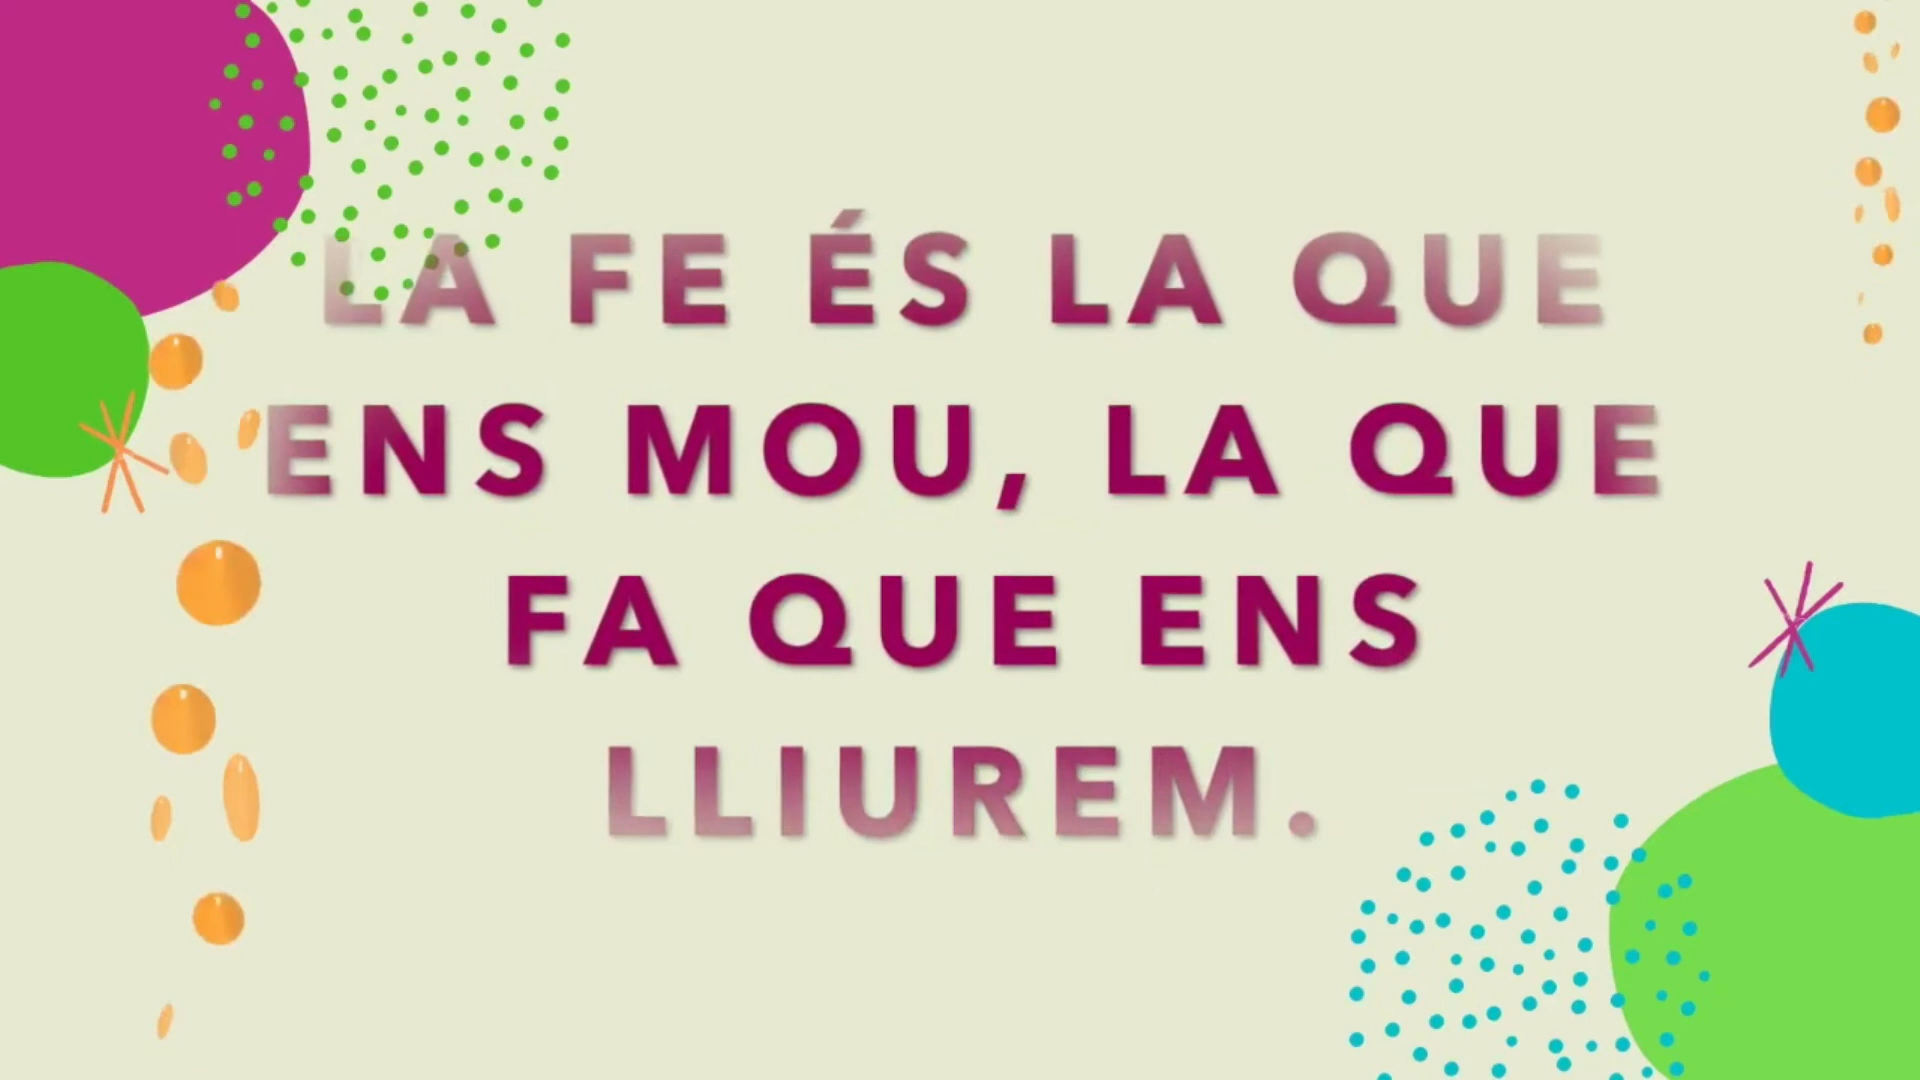 LA FE ÉS LA QUE
ENS MOU, LA QUE
FA QUE ENS
LLIUREM.